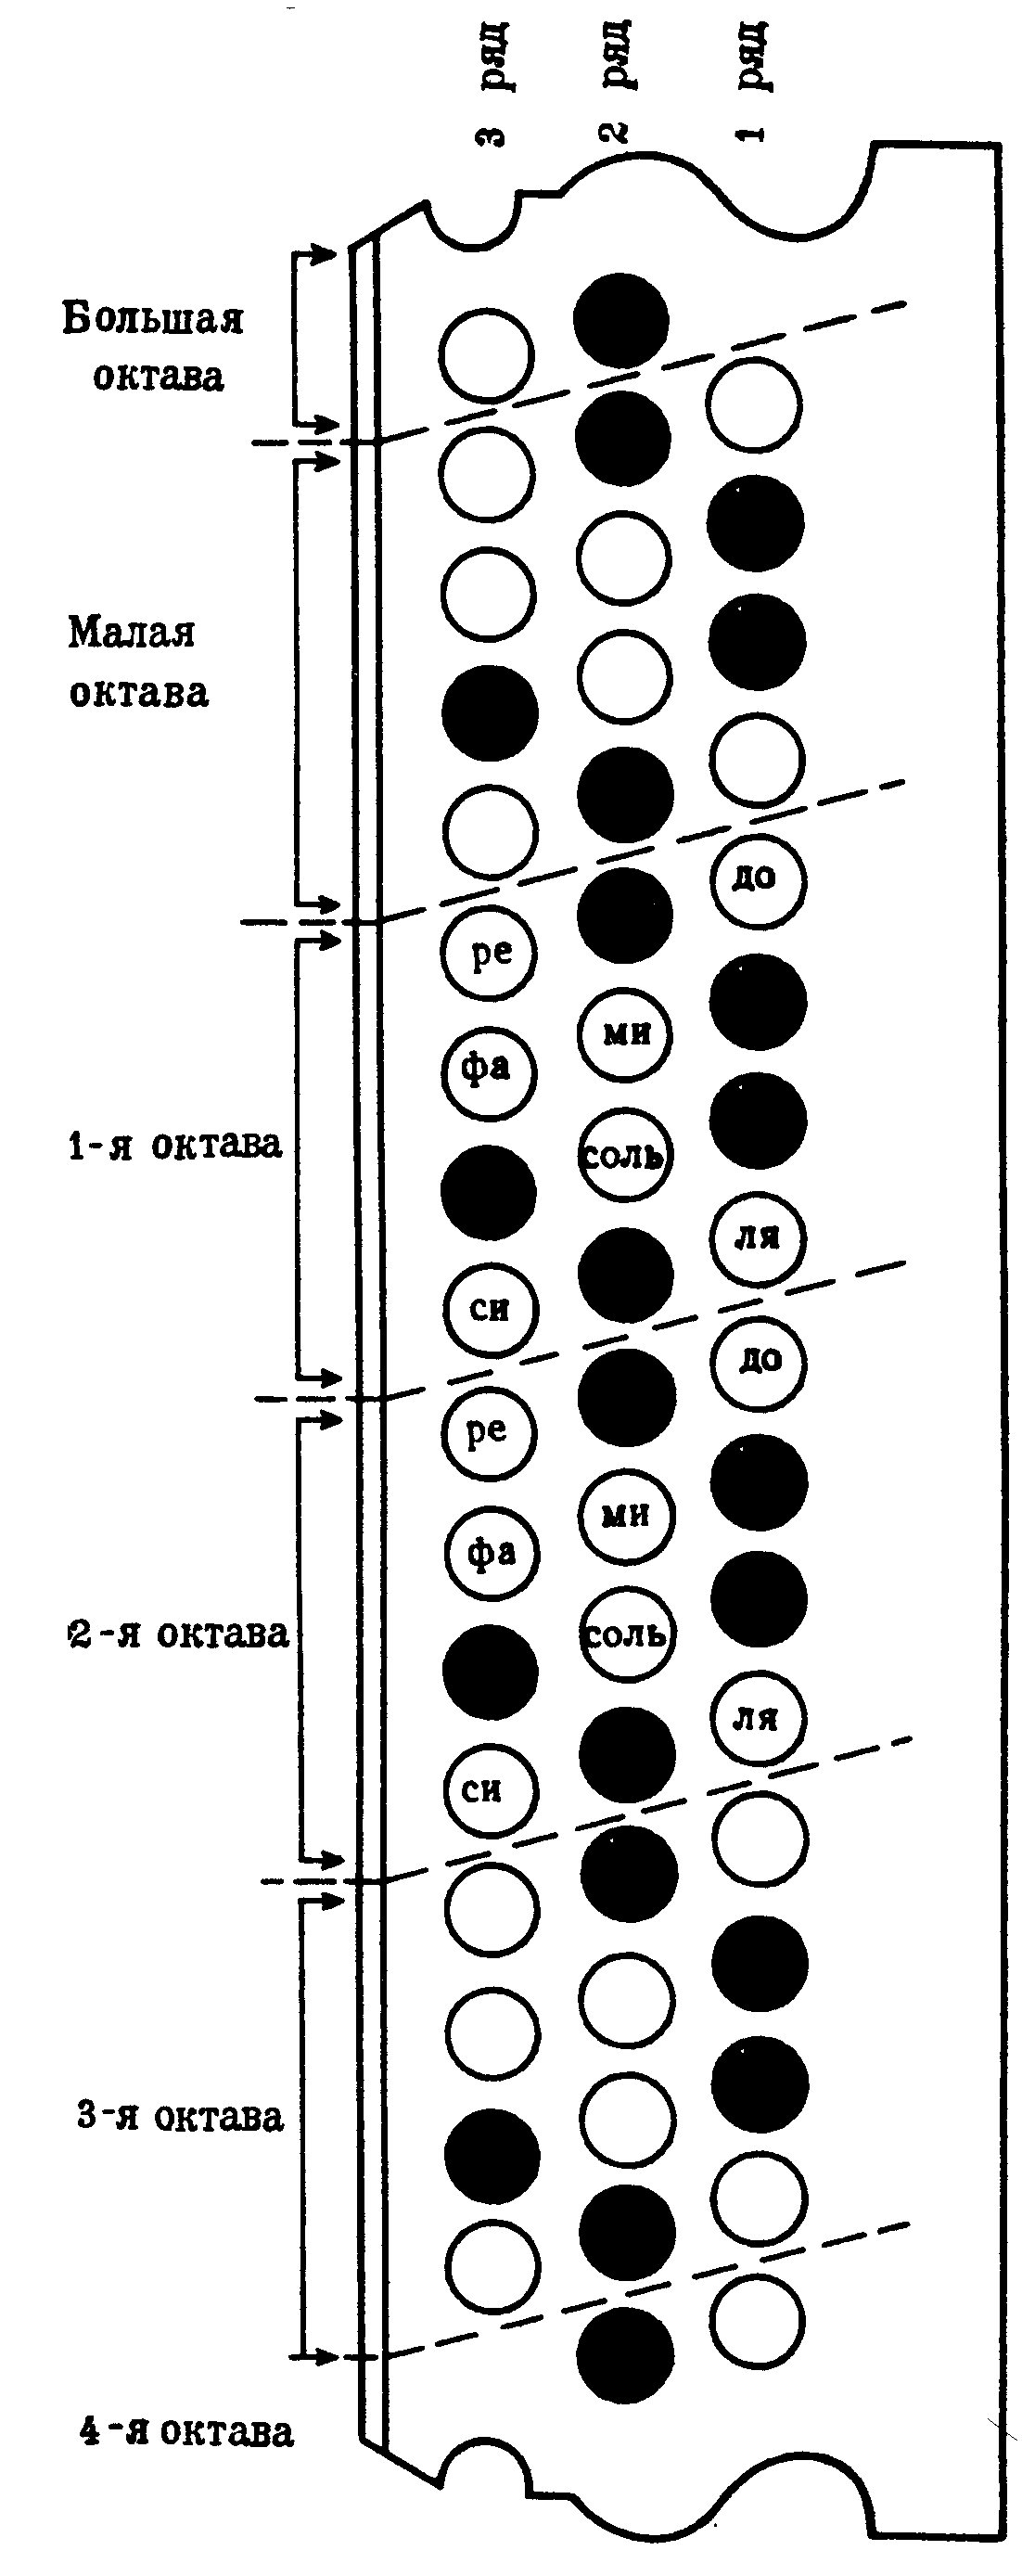 3 ряд
2 ряд
1 ряд
Большая
октава
Малая
октава
до
ре
ми
фа
1-я октава
соль
ля
си
до
ре
ми
фа
2-я октава
соль
ля
си
3-я октава
4-я октава